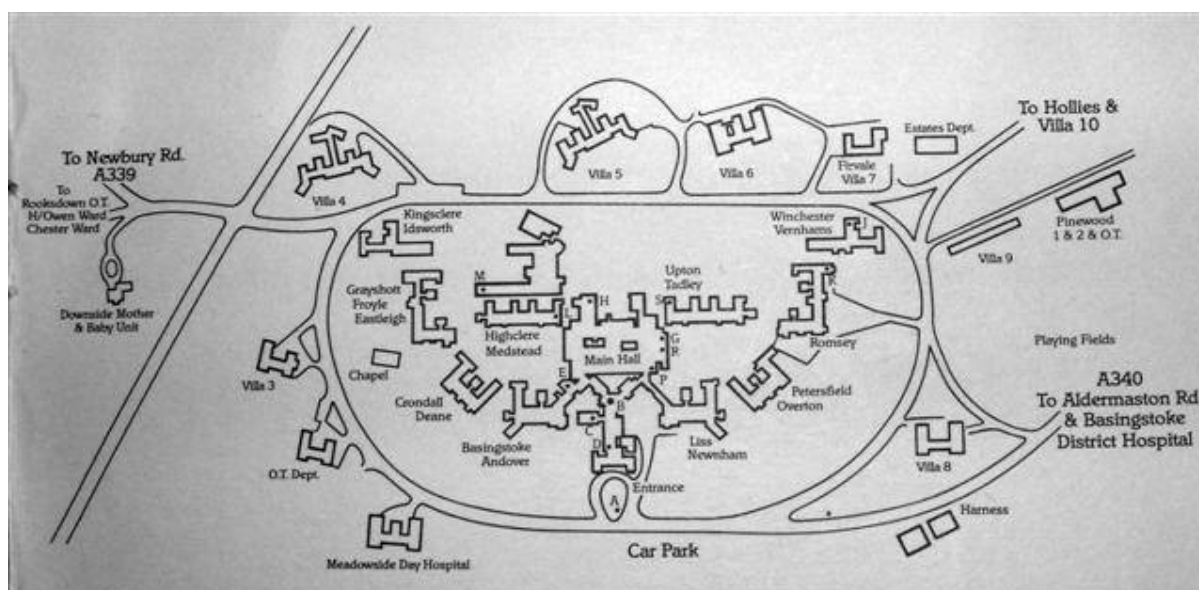 To Hollies &
Villa 10
Estates Dept.
To Newbury Rd.
A339
To
Rooksdown O.T.
H/Owen Ward
Chester Ward
Villa 4
Villa 5
Villa 6
Firvale
Villa 7
Kingsclere
Idsworth
Winchester
Vernhams
J
Pinewood
1 & 2 & O.T.
Villa 9
Downside Mother
& Baby Unit
Grayshott
Froyle
Eastleigh
M
H
Upton
Tadley
S
K
L
Highclere
Medstead
Main Hall
G
R
Romsey
Playing Fields
Villa 3
Chapel
E
P
Crondall
Deane
B
Petersfield
Overton
A340
To Aldermaston Rd
& Basingstoke
District Hospital
Basingstoke
Andover
C
D
Liss
Newnham
Villa 8
O.T. Dept.
Entrance
A
Harness
Meadowside Day Hospital
Car Park